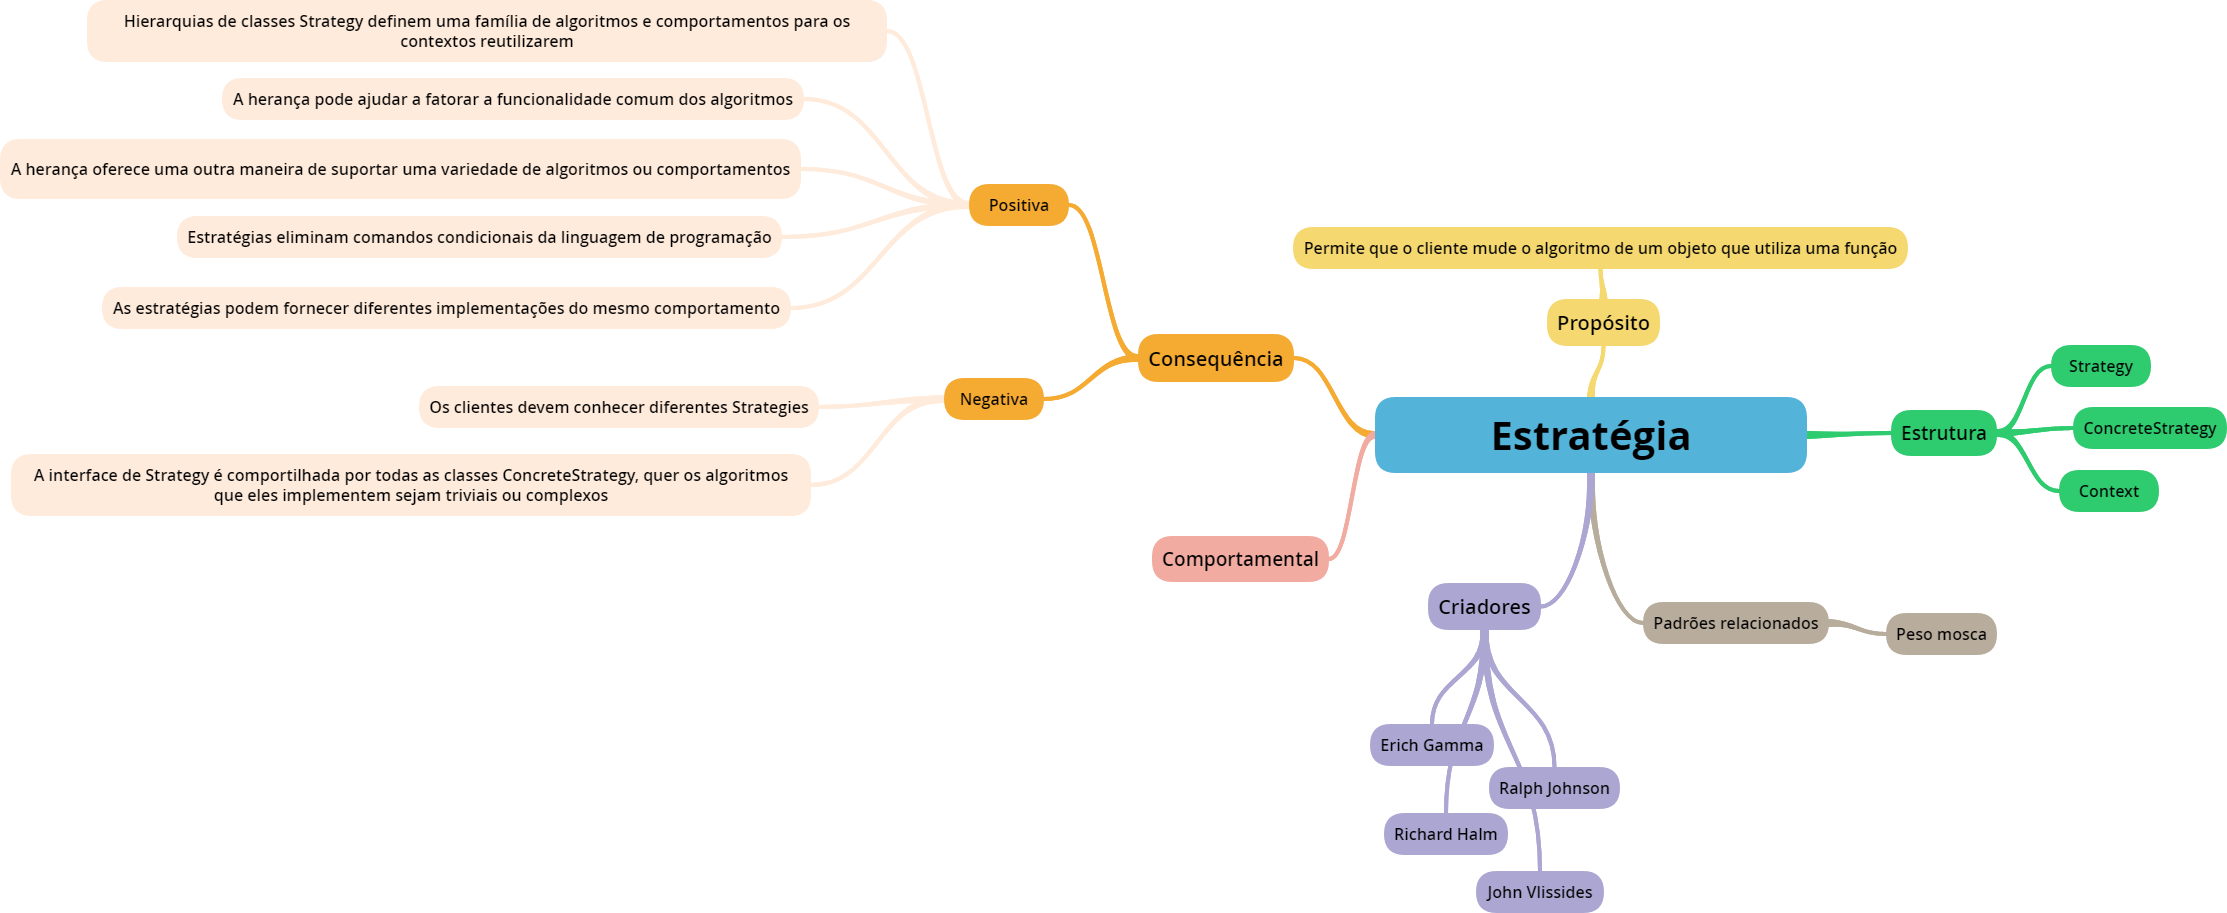 Hierarquias de classes Strategy definem uma família de algoritmos e comportamentos para os
contextos reutilizarem
A herança pode ajudar a fatorar a funcionalidade comum dos algoritmos
A herança oferece uma outra maneira de suportar uma variedade de algoritmos ou comportamentos
Estratégias eliminam comandos condicionais da linguagem de programação
As estratégias podem fornecer diferentes implementações do mesmo comportamento
Positiva
Os clientes devem conhecer diferentes Strategies
A interface de Strategy é comportilhada por todas as classes ConcreteStrategy, quer os algoritmos
que eles implementem sejam triviais ou complexos
Negativa
Consequência
Comportamental
Permite que o cliente mude o algoritmo de um objeto que utiliza uma função
Propósito
Estratégia
Estrutura
Strategy
ConcreteStrategy
Context
Criadores
Erich Gamma
Ralph Johnson
Richard Halm
John Vlissides
Padrões relacionados
Peso mosca